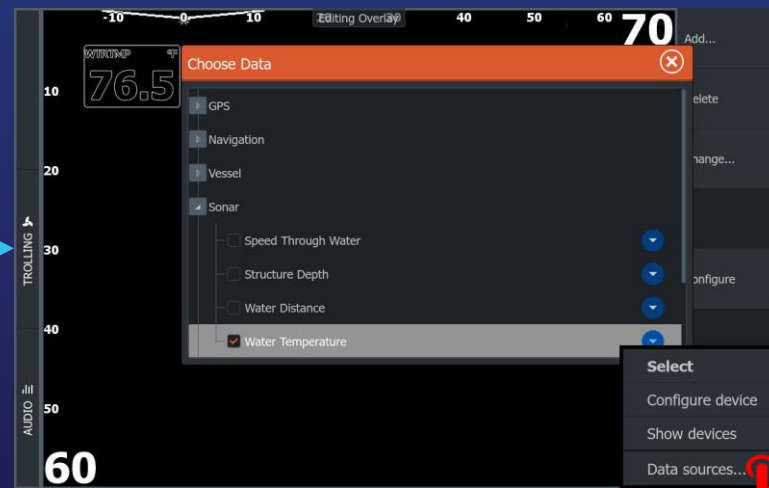 -10 0 10 20 30 40 50 60 70
Editing Overlay
Add...
WTRTMP °F
76.5
Choose Data
10
elete
GPS
Navigation
hange...
20
Vessel
Sonar
TROLLING
30
Speed Through Water
Structure Depth
onfigure
Water Distance
40
Water Temperature
Select
AUDIO
50
Configure device
Show devices
60
Data sources...